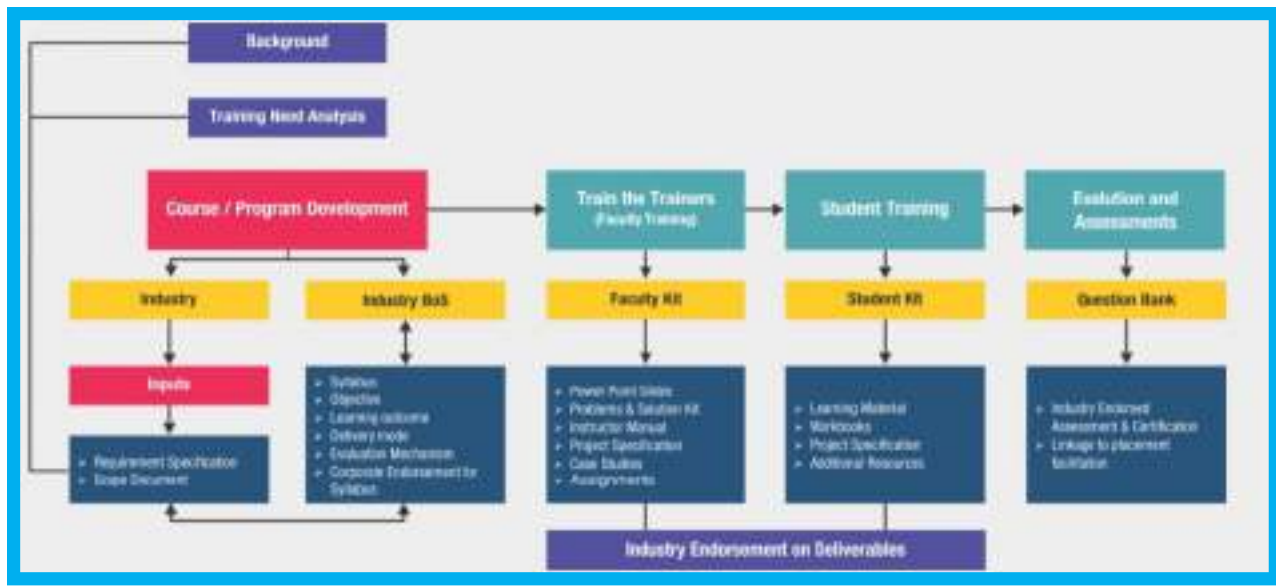 Background
Training Need Analysis
Course / Program Development
Train the Trainers
(Faculty Training)
Student Training
Evalution and
Assessments
Industry
Industry BoS
Faculty Kit
Student Kit
Question Bank
Inputs
➢ Requirement Specification
➢ Scope Document
➢ Syllabus
➢ Objective
➢ Learning outcome
➢ Delivery mode
➢ Evaluation Mechanism
➢ Corporate Endorsement for
Syllabus
➢ Power Point Slides
➢ Problems & Solution Kit
➢ Instructor Manual
➢ Project Specification
➢ Case Studies
➢ Assignments
➢ Learning Material
➢ Workbooks
➢ Project Specification
➢ Additional Resources
➢ Industry Endorsed
Assessment & Certification
➢ Linkage to placement
facilitation
Industry Endorsement on Deliverables